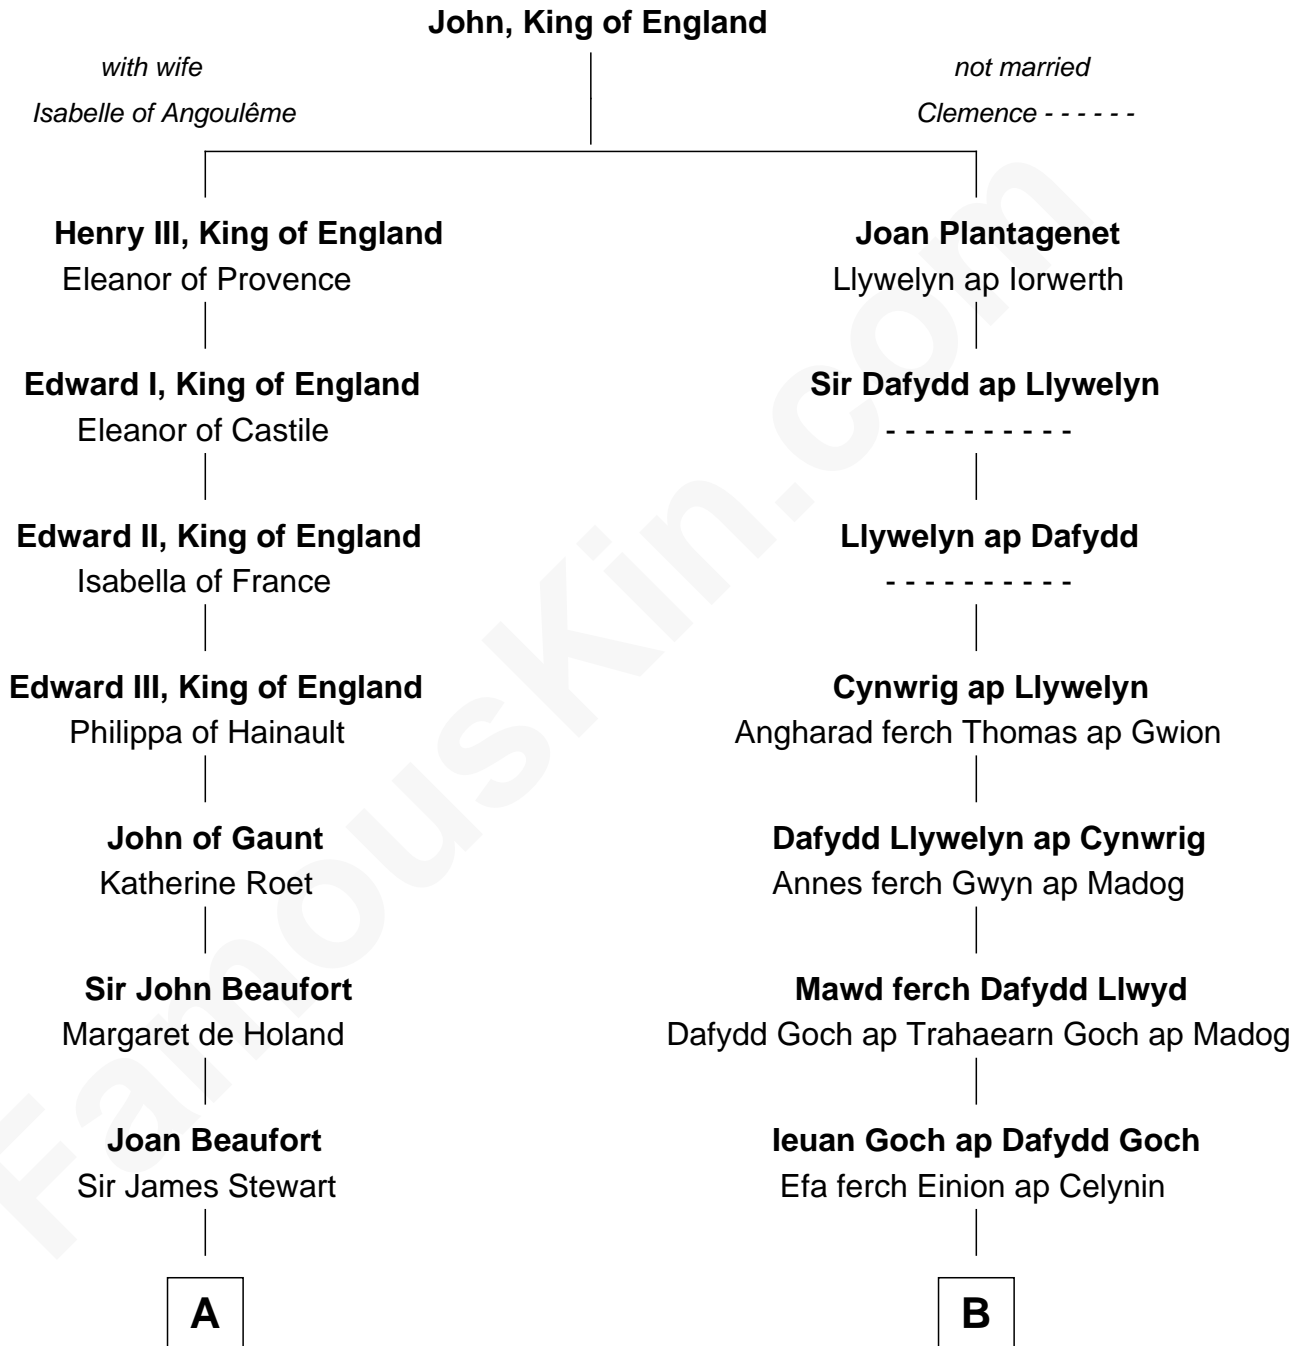 John, King of England
with wife
Isabelle of Angoulême
not married
Clemence - - - - - -
Henry III, King of England
Eleanor of Provence
Joan Plantagenet
Llywelyn ap Iorwerth
Edward I, King of England
Eleanor of Castile
Sir Dafydd ap Llywelyn
- - - - - - - - - -
Edward II, King of England
Isabella of France
Llywelyn ap Dafydd
- - - - - - - - - -
Edward III, King of England
Philippa of Hainault
Cynwrig ap Llywelyn
Angharad ferch Thomas ap Gwion
John of Gaunt
Katherine Roet
Dafydd Llywelyn ap Cynwrig
Annes ferch Gwyn ap Madog
Sir John Beaufort
Margaret de Holand
Mawd ferch Dafydd Llwyd
Dafydd Goch ap Trahaearn Goch ap Madog
Joan Beaufort
Sir James Stewart
Ieuan Goch ap Dafydd Goch
Efa ferch Einion ap Celynin
A
B
FamousKin.com